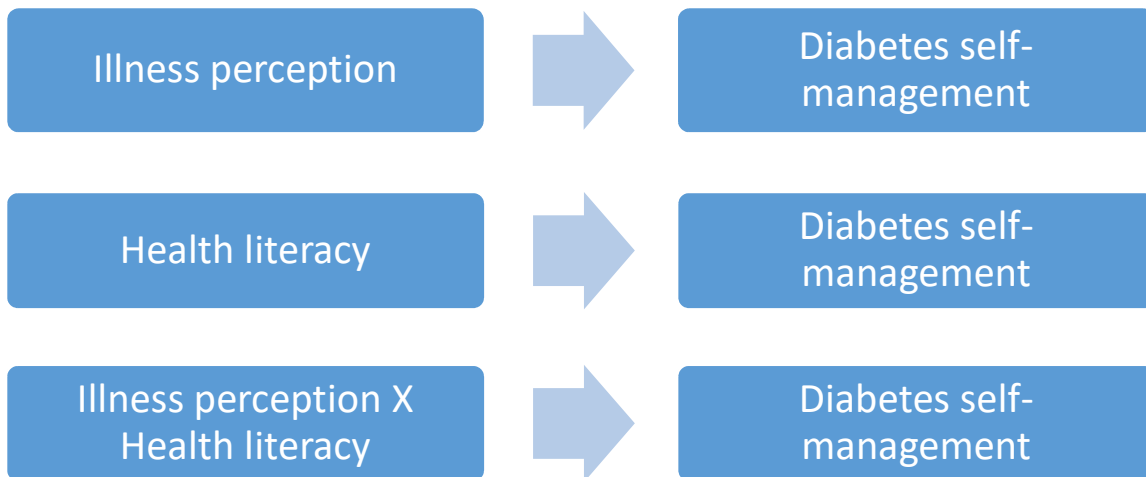 Illness perception
Diabetes self-
management
Health literacy
Diabetes self-
management
Illness perception X
Health literacy
Diabetes self-
management